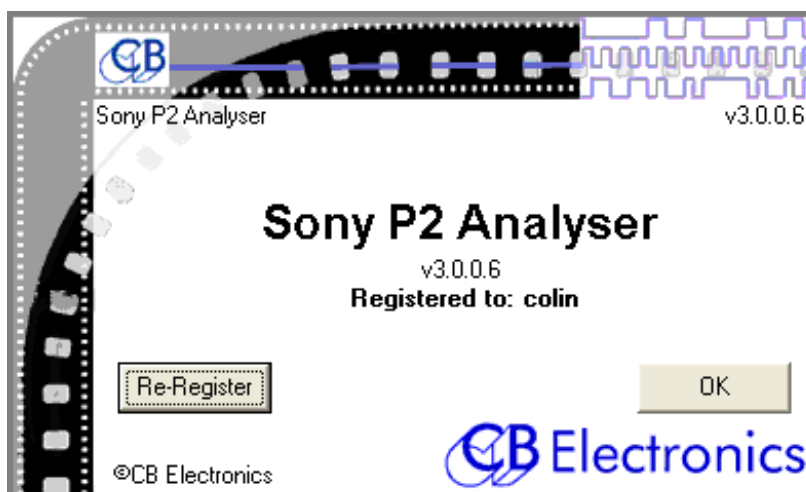 CB
Sony P2 Analyser v3.0.0.6
Sony P2 Analyser
v3.0.0.6
Registered to: colin
Re-Register OK
©CB Electronics
CB Electronics